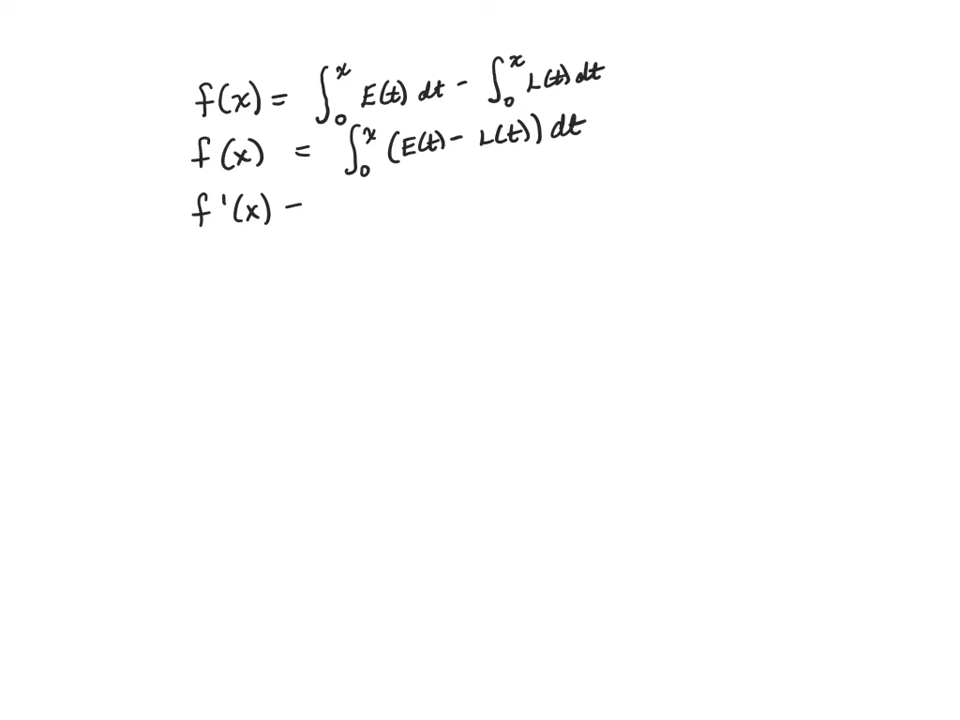 f(x) = ∫₀ˣ E(t) dt - ∫₀ˣ L(t) dt
f(x) = ∫₀ˣ (E(t) - L(t)) dt
f'(x) -